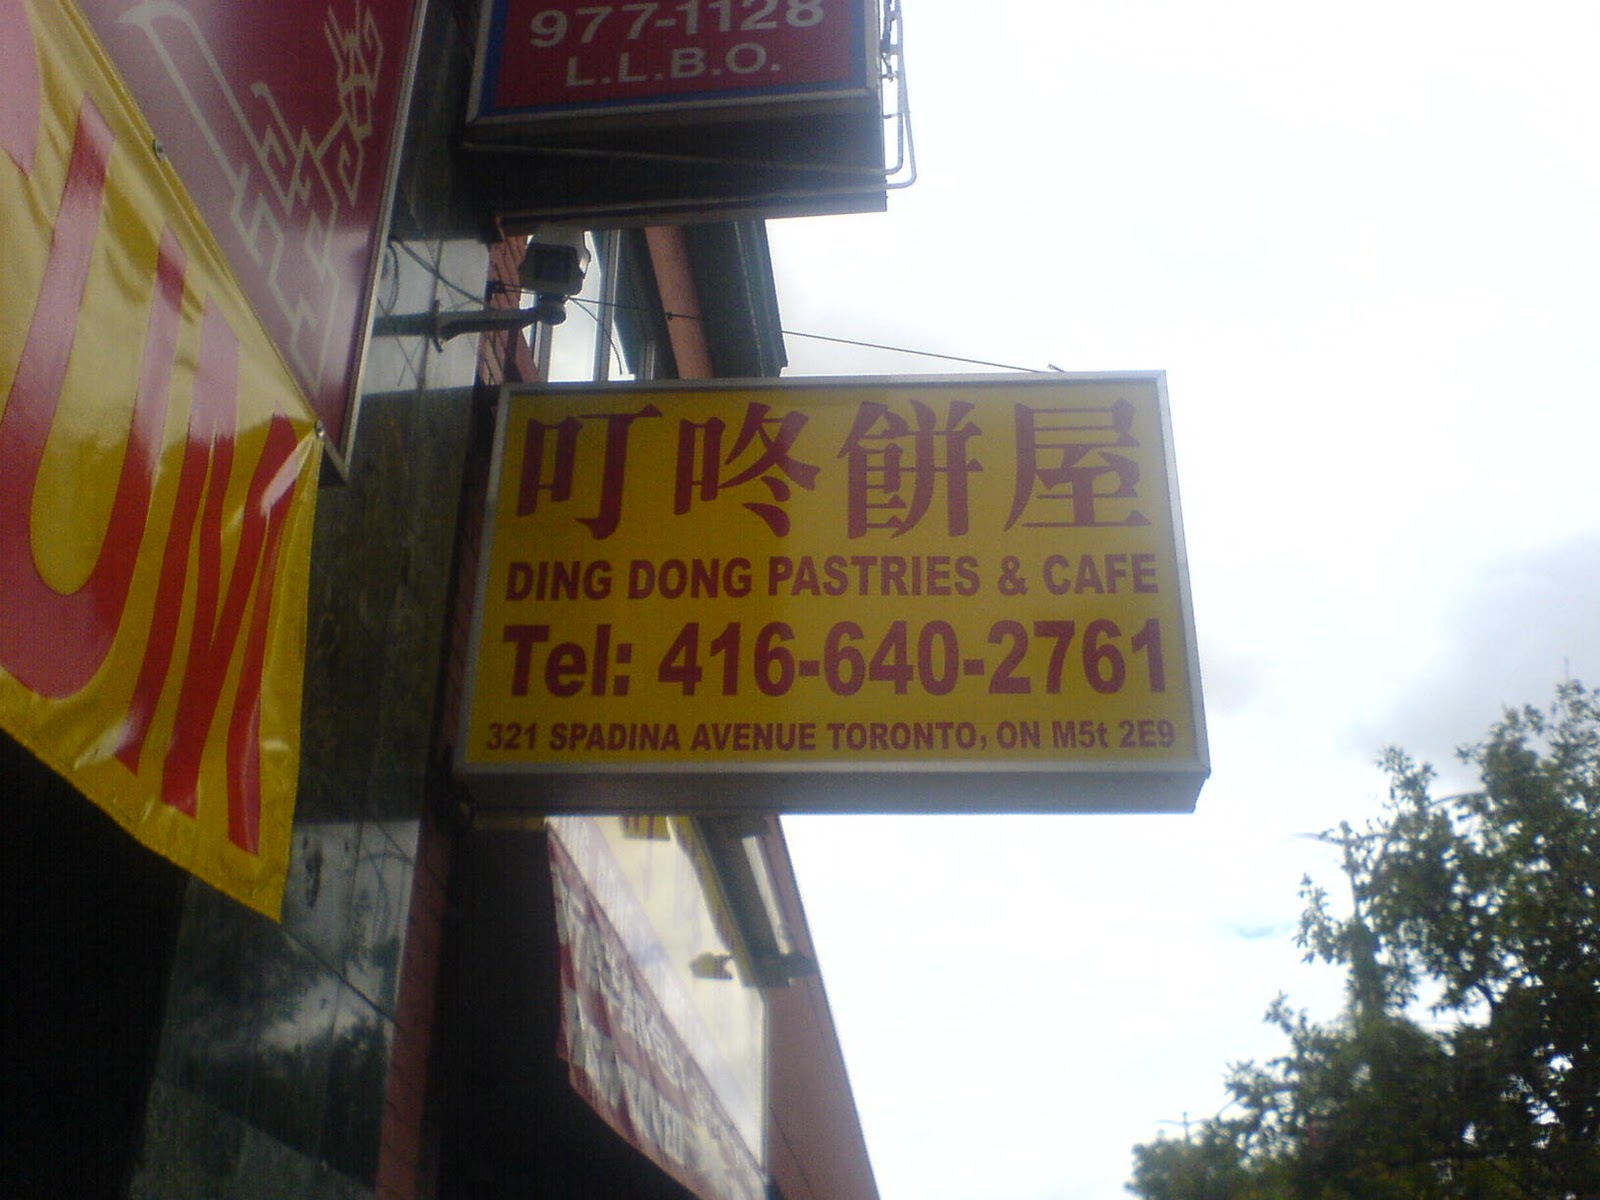 977-1128
L.L.B.O.
UM
叮咚餅屋
DING DONG PASTRIES & CAFE
Tel: 416-640-2761
321 SPADINA AVENUE TORONTO, ON M5t 2E9